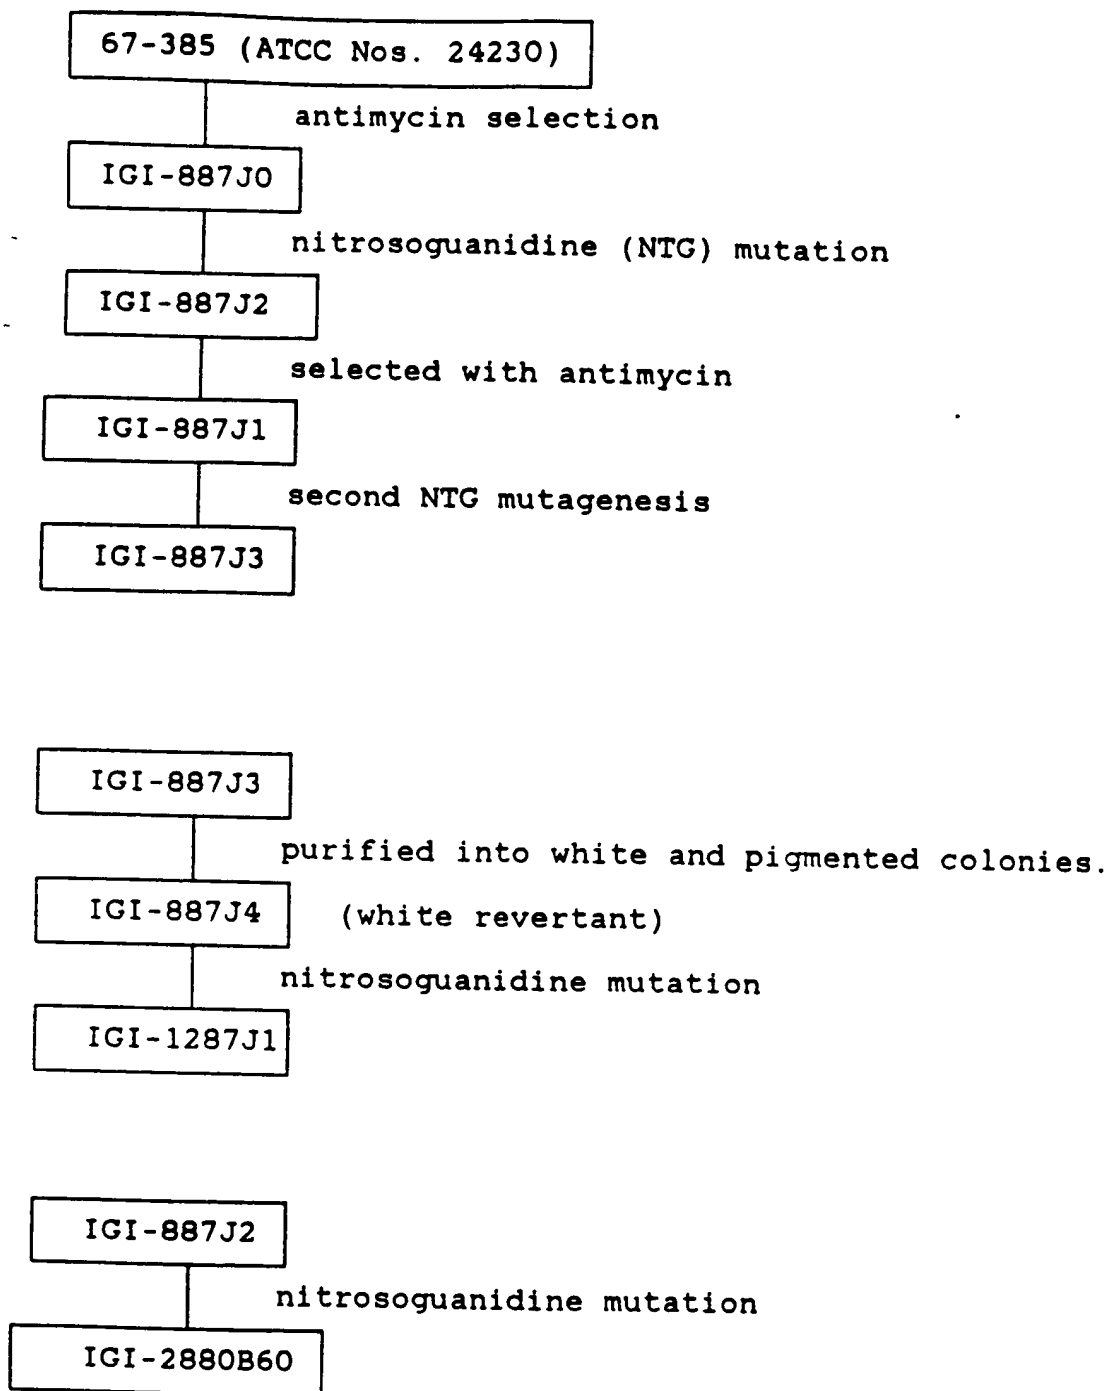 67-385 (ATCC Nos. 24230)
antimycin selection
IGI-887J0
nitrosoguanidine (NTG) mutation
IGI-887J2
selected with antimycin
IGI-887J1
second NTG mutagenesis
IGI-887J3
IGI-887J3
purified into white and pigmented colonies.
IGI-887J4 (white revertant)
nitrosoguanidine mutation
IGI-1287J1
IGI-887J2
nitrosoguanidine mutation
IGI-2880B60